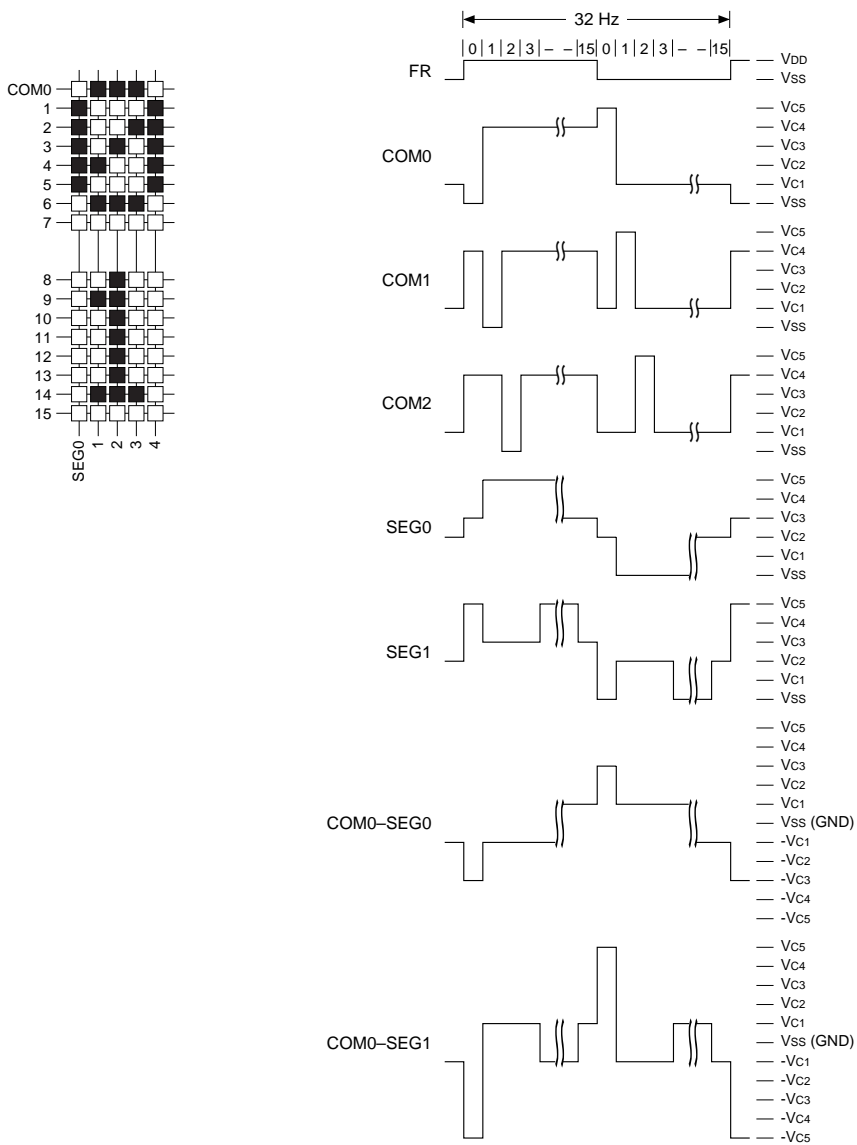 32 Hz
0 1 2 3 – – 15 0 1 2 3 – – 15
FR
VDD
VSS
COM0
1
2
3
4
5
6
7
8
9
10
11
12
13
14
15
SEG0
1
2
3
4
COM0
VC5
VC4
VC3
VC2
VC1
VSS
COM1
VC5
VC4
VC3
VC2
VC1
VSS
COM2
VC5
VC4
VC3
VC2
VC1
VSS
SEG0
VC5
VC4
VC3
VC2
VC1
VSS
SEG1
VC5
VC4
VC3
VC2
VC1
VSS
COM0–SEG0
VC5
VC4
VC3
VC2
VC1
VSS (GND)
-VC1
-VC2
-VC3
-VC4
-VC5
COM0–SEG1
VC5
VC4
VC3
VC2
VC1
VSS (GND)
-VC1
-VC2
-VC3
-VC4
-VC5